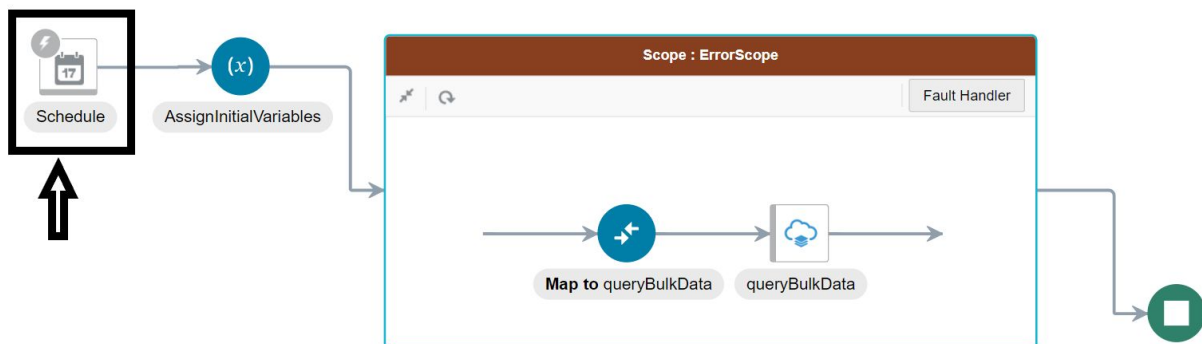 Scope : ErrorScope
17
(x)
Fault Handler
Schedule
AssignInitialVariables
Map to queryBulkData
queryBulkData